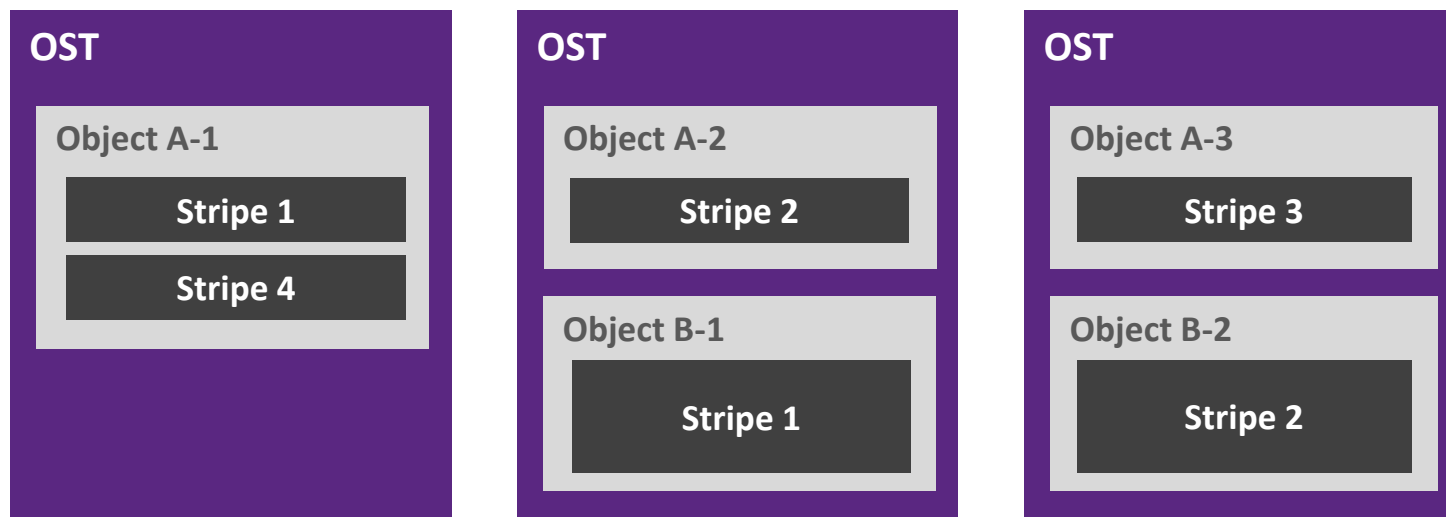 OST
Object A-1
Stripe 1
Stripe 4
OST
Object A-2
Stripe 2
Object B-1
Stripe 1
OST
Object A-3
Stripe 3
Object B-2
Stripe 2